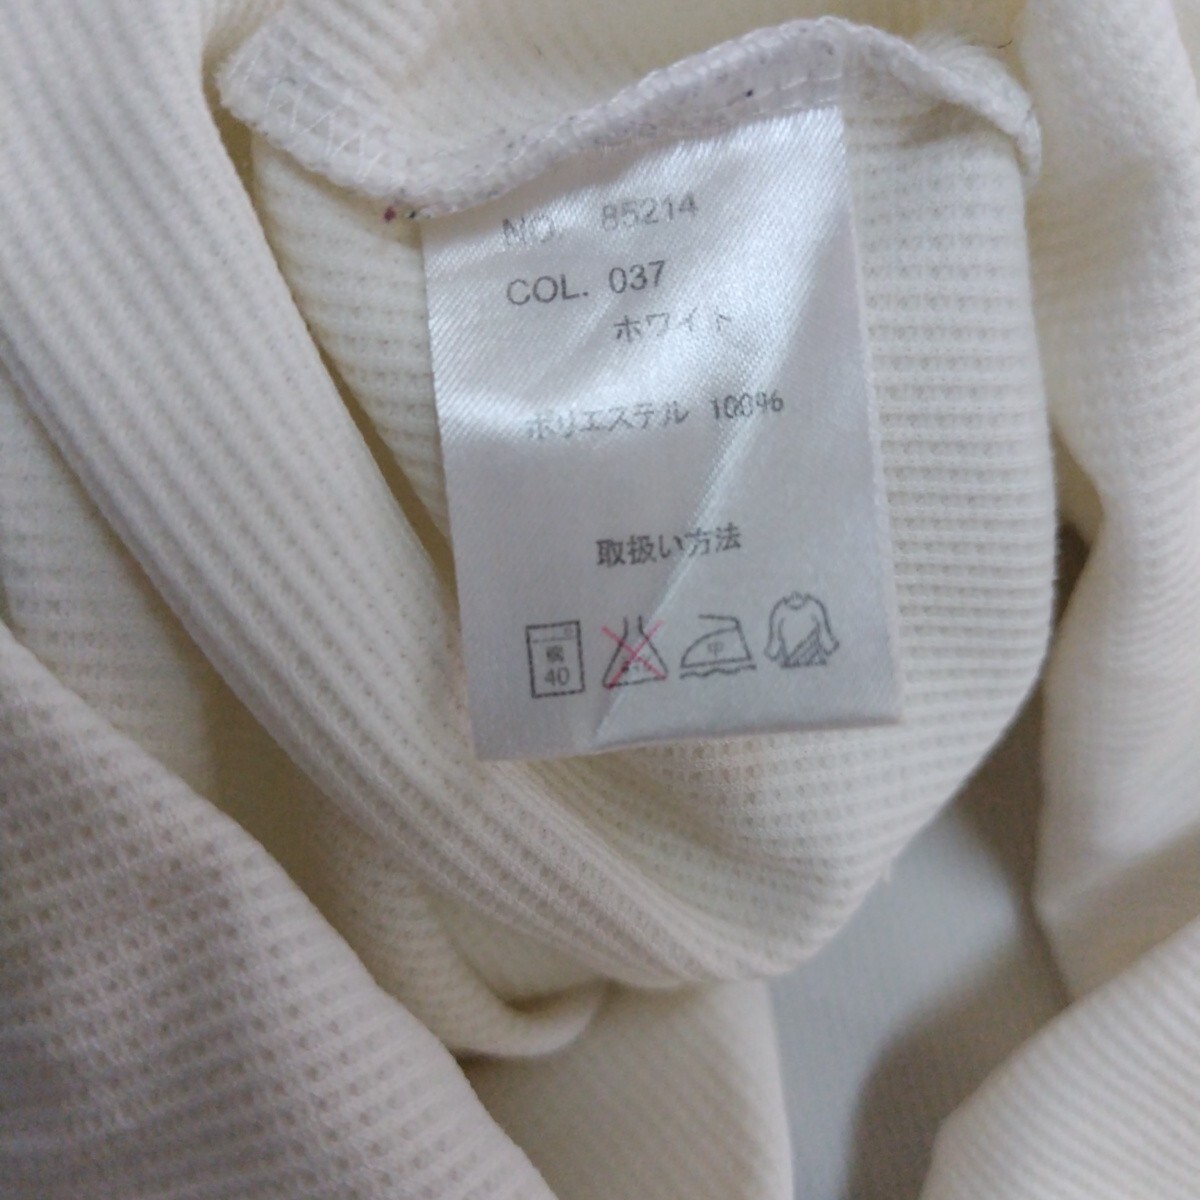 NO. 85214
COL. 037
ホワイト
ポリエステル 100%
取扱い方法
横
40
中